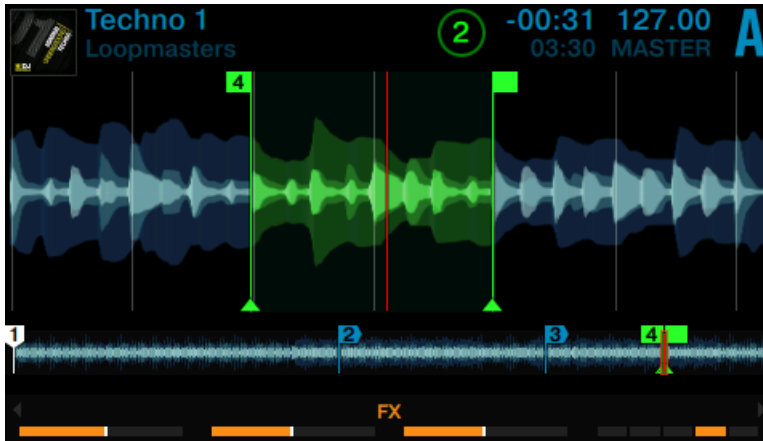 Techno 1
Loopmasters
2
-00:31 127.00
03:30 MASTER
A
4
1 2 3 4
FX